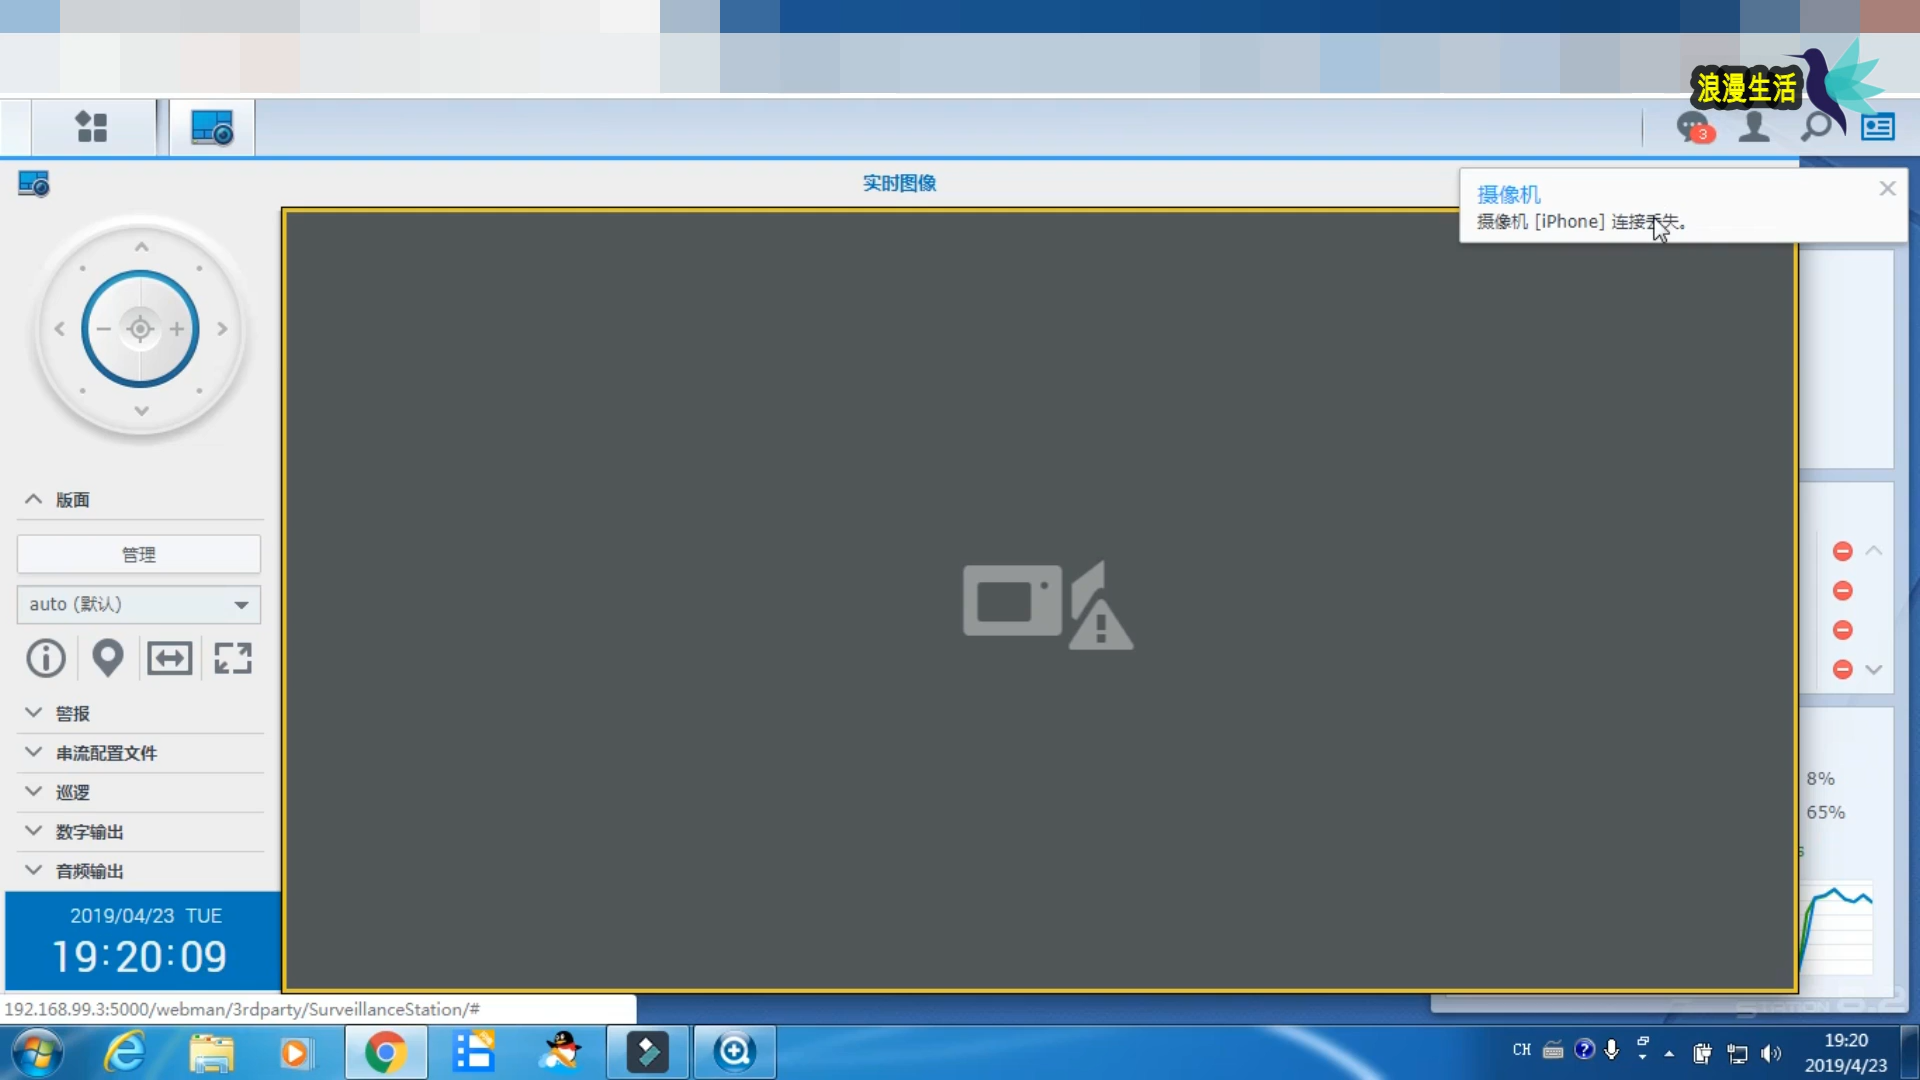 浪漫生活
3
实时图像
摄像机
摄像机 [iPhone] 连接丢失。
版面
管理
auto (默认)
警报
串流配置文件
巡逻
数字输出
音频输出
8%
65%
2019/04/23 TUE
19:20:09
192.168.99.3:5000/webman/3rdparty/SurveillanceStation/#
CH
19:20
2019/4/23